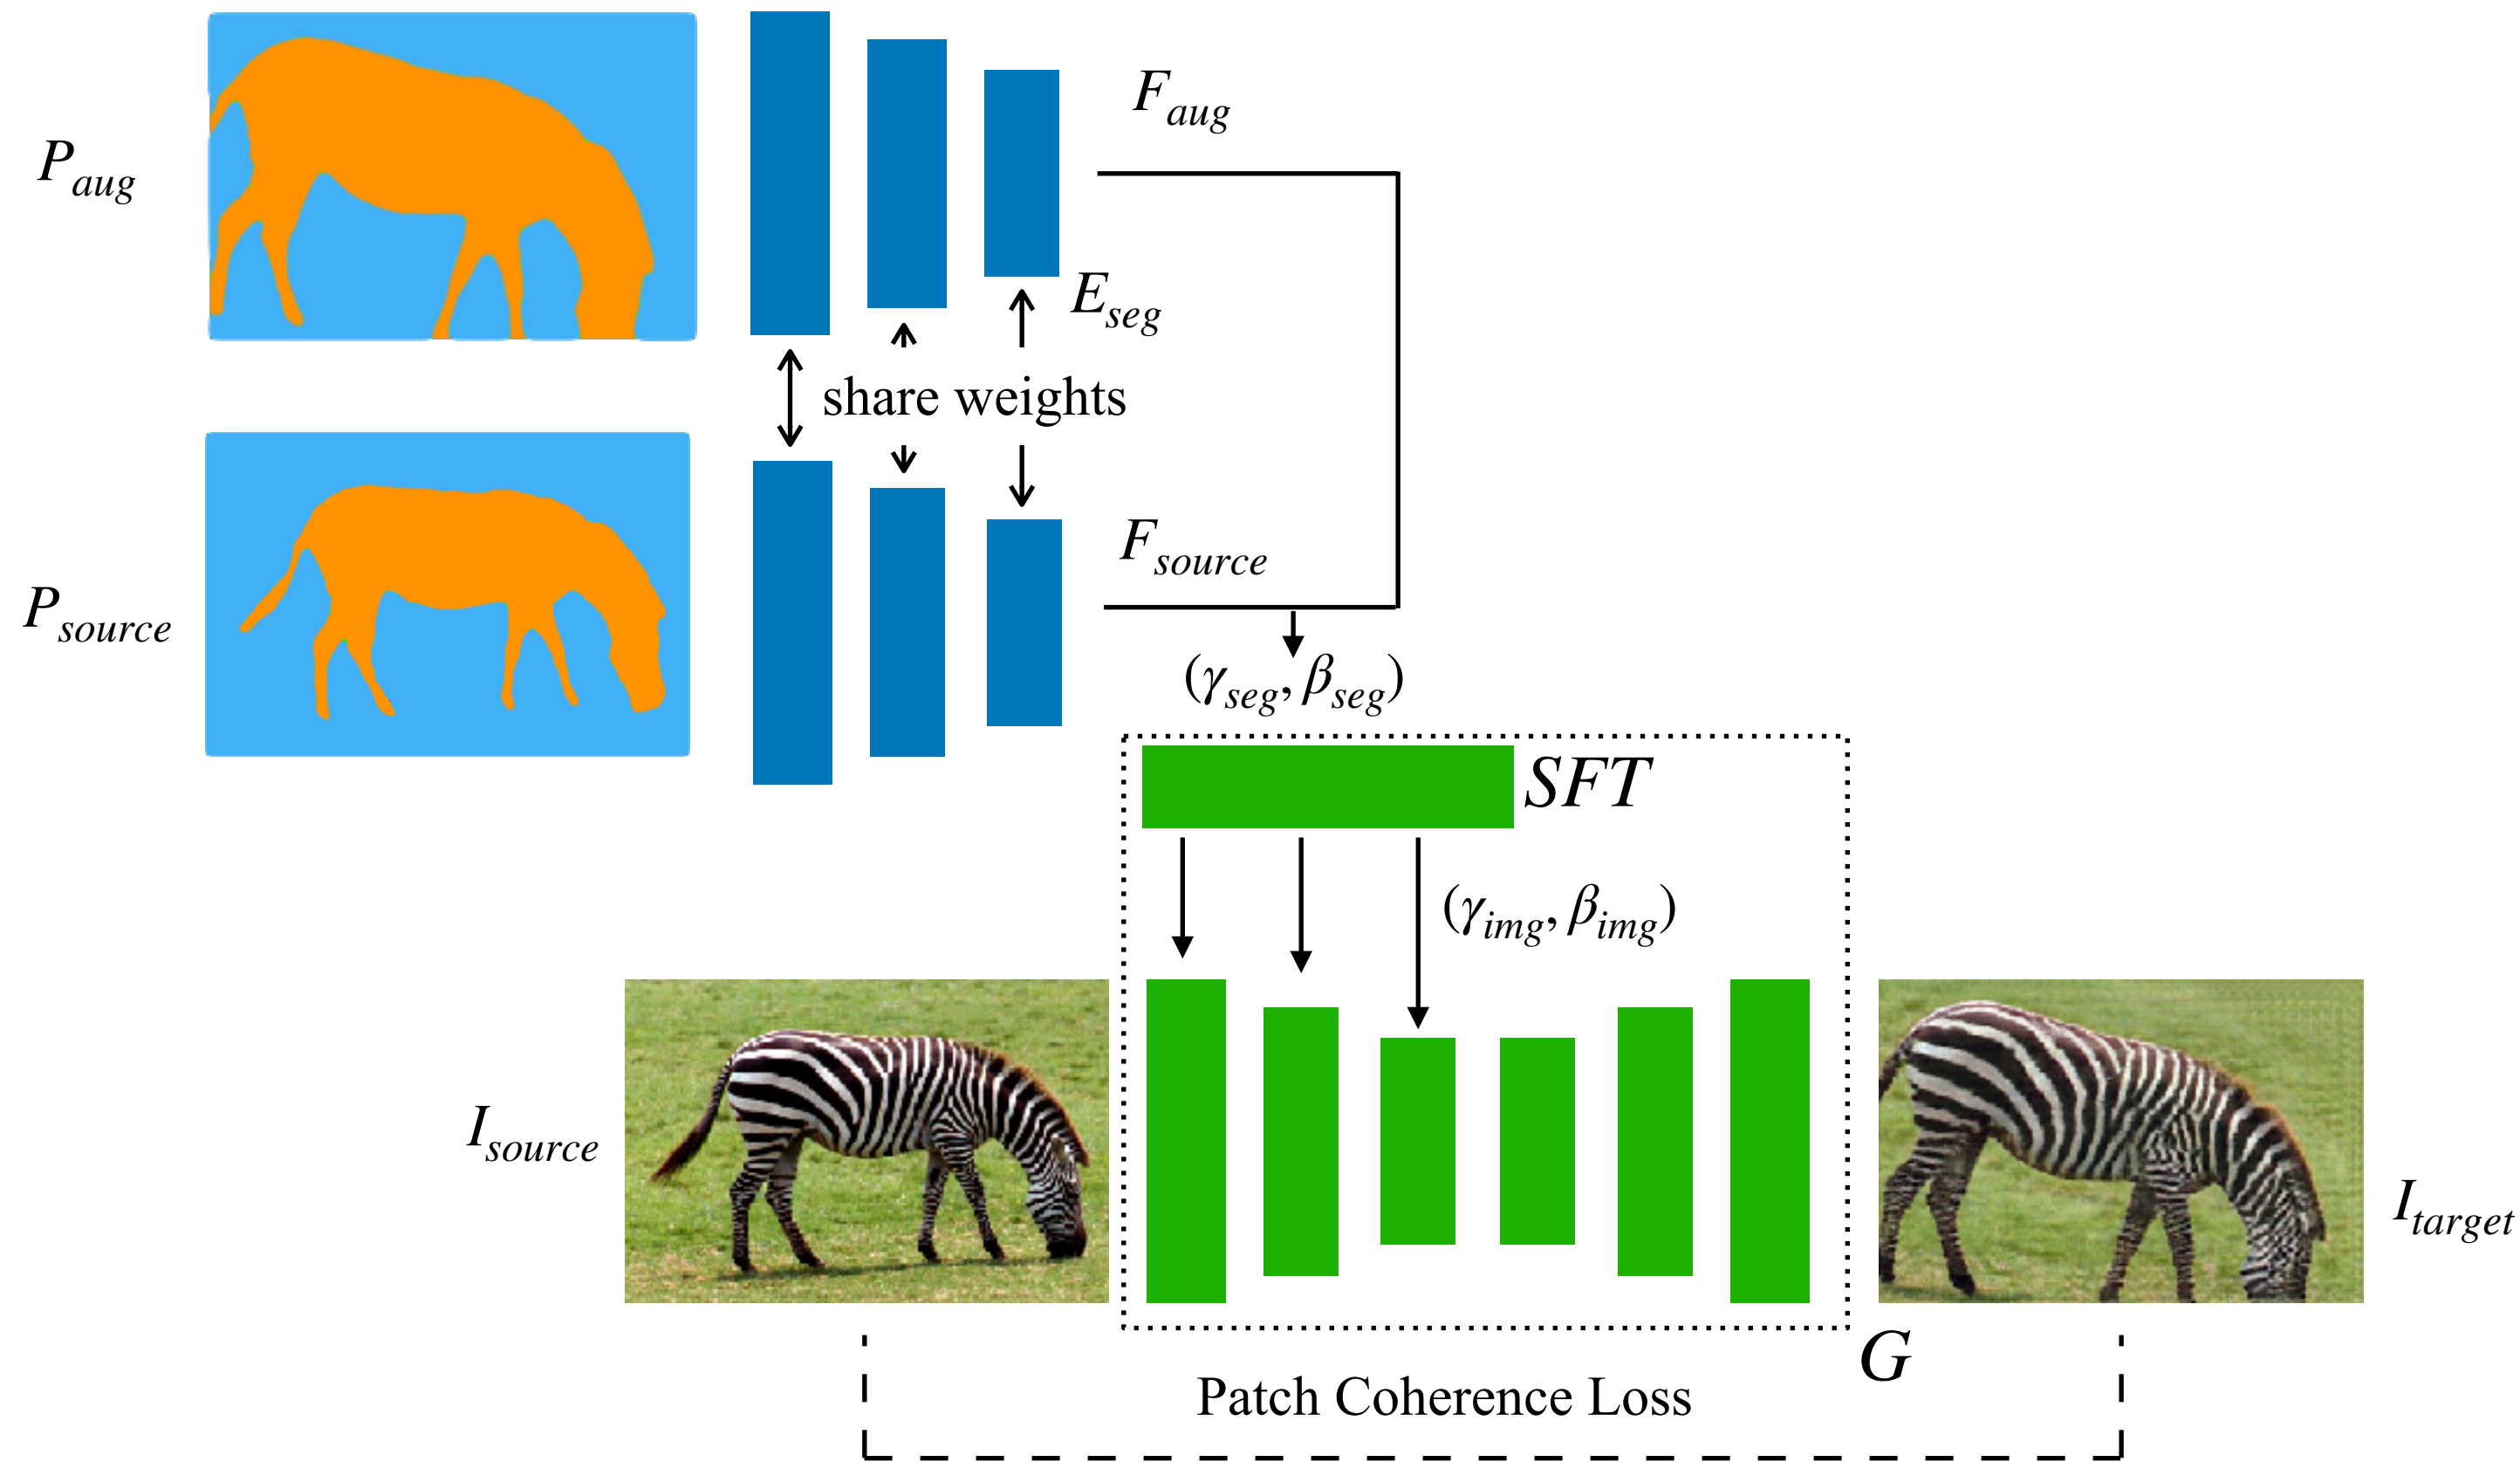 F_aug
P_aug
E_seg
share weights
F_source
P_source
(γ_seg, β_seg)
SFT
(γ_img, β_img)
I_source
I_target
G
Patch Coherence Loss